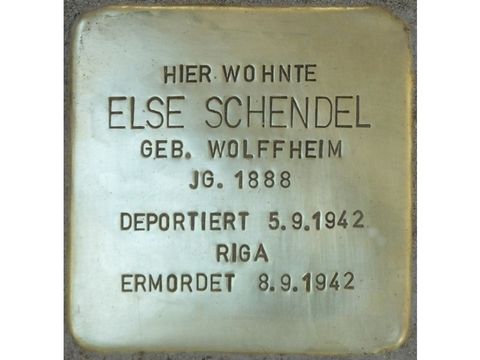 HIER WOHNTE
ELSE SCHENDEL
GEB. WOLFFHEIM
JG. 1888
DEPORTIERT 5.9.1942
RIGA
ERMORDET 8.9.1942